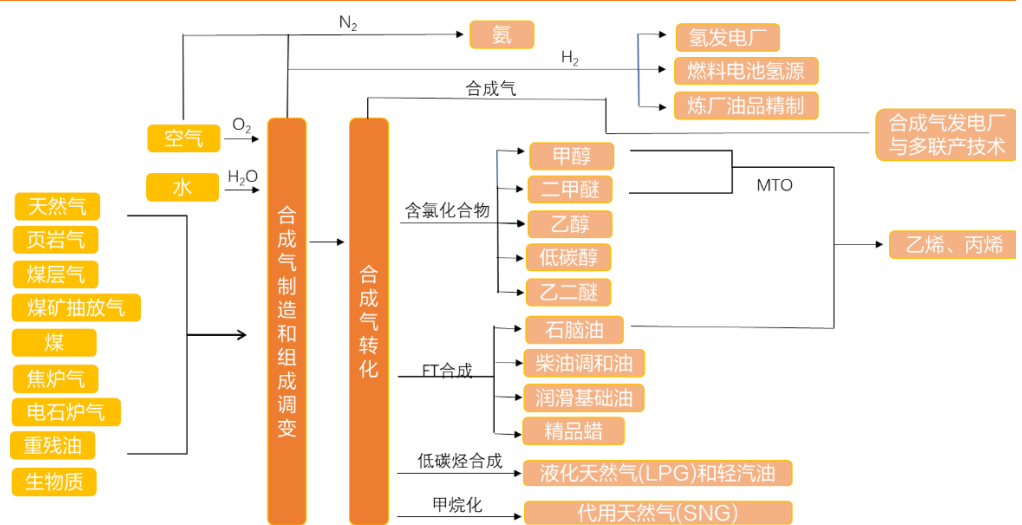 N2
氨
H2
氢发电厂
燃料电池氢源
炼厂油品精制
合成气
合成气发电厂
与多联产技术
空气
O2
水
H2O
天然气
页岩气
煤层气
煤矿抽放气
煤
焦炉气
电石炉气
重残油
生物质
合成气制造和组成调变
合成气转化
含氯化合物
甲醇
二甲醚
乙醇
低碳醇
乙二醚
MTO
乙烯、丙烯
FT合成
石脑油
柴油调和油
润滑基础油
精品蜡
低碳烃合成
液化天然气(LPG)和轻汽油
甲烷化
代用天然气(SNG)